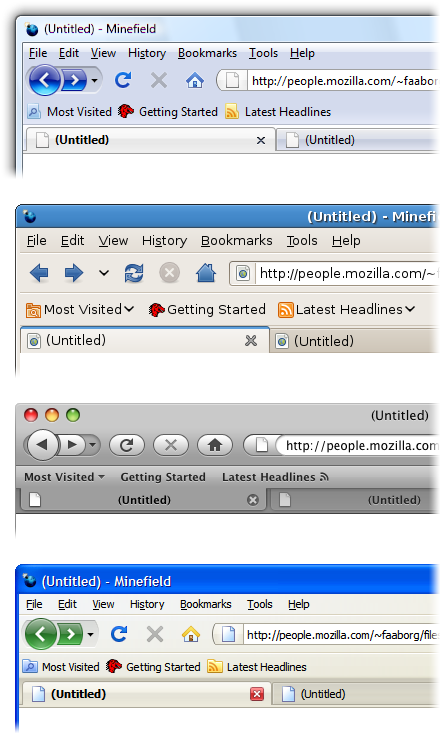 (Untitled) - Minefield
File Edit View History Bookmarks Tools Help
http://people.mozilla.com/~faabor
Most Visited Getting Started Latest Headlines
(Untitled) (Untitled)
(Untitled) - Minefi
File Edit View History Bookmarks Tools Help
http://people.mozilla.com/~f
Most Visited Getting Started Latest Headlines
(Untitled) (Untitled)
(Untitled)
http://people.mozilla.com
Most Visited Getting Started Latest Headlines
(Untitled) (Untitled)
(Untitled) - Minefield
File Edit View History Bookmarks Tools Help
http://people.mozilla.com/~faaborg/file
Most Visited Getting Started Latest Headlines
(Untitled) (Untitled)